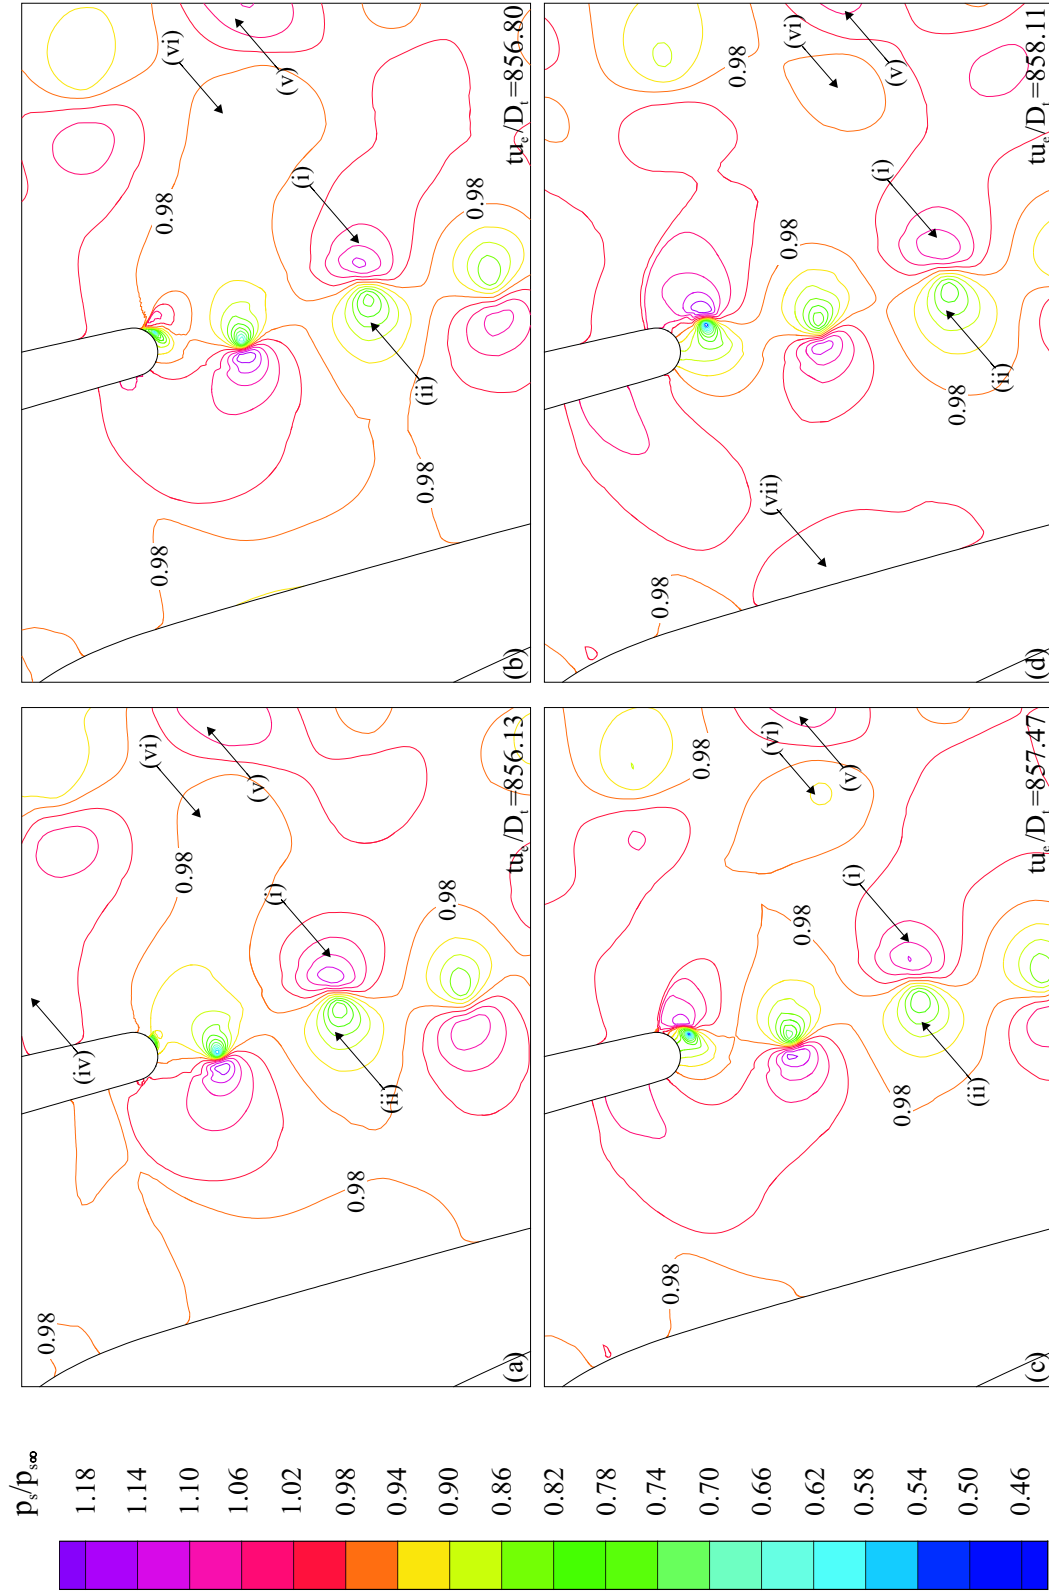 p_s/p_s∞
1.18
1.14
1.10
1.06
1.02
0.98
0.94
0.90
0.86
0.82
0.78
0.74
0.70
0.66
0.62
0.54
0.50
0.46
(a)
tu_e/D_t=856.13
0.98
0.98
0.98
0.98
(i)
(ii)
(iv)
(v)
(vi)
(b)
tu_e/D_t=856.80
0.98
0.98
0.98
0.98
(i)
(ii)
(v)
(vi)
(c)
tu_e/D_t=857.47
0.98
0.98
0.98
0.98
(i)
(ii)
(v)
(vi)
(d)
tu_e/D_t=858.11
0.98
0.98
0.98
0.98
(i)
(ii)
(v)
(vi)
(vii)